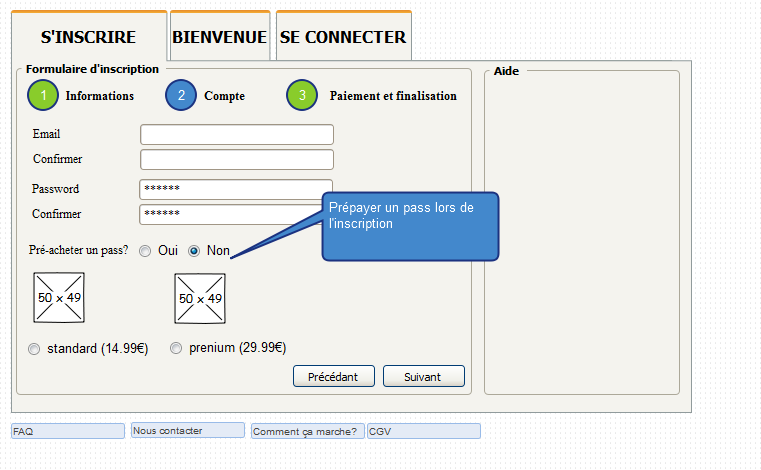 S'INSCRIRE
BIENVENUE
SE CONNECTER
Formulaire d'inscription
Aide
1 Informations
2 Compte
3 Paiement et finalisation
Email
Confirmer
Password ******
Confirmer ******
Prépayer un pass lors de
l'inscription
Pré-acheter un pass? Oui Non
50 x 49
50 x 49
standard (14.99€)
prenium (29.99€)
Précédant
Suivant
FAQ
Nous contacter
Comment ça marche?
CGV